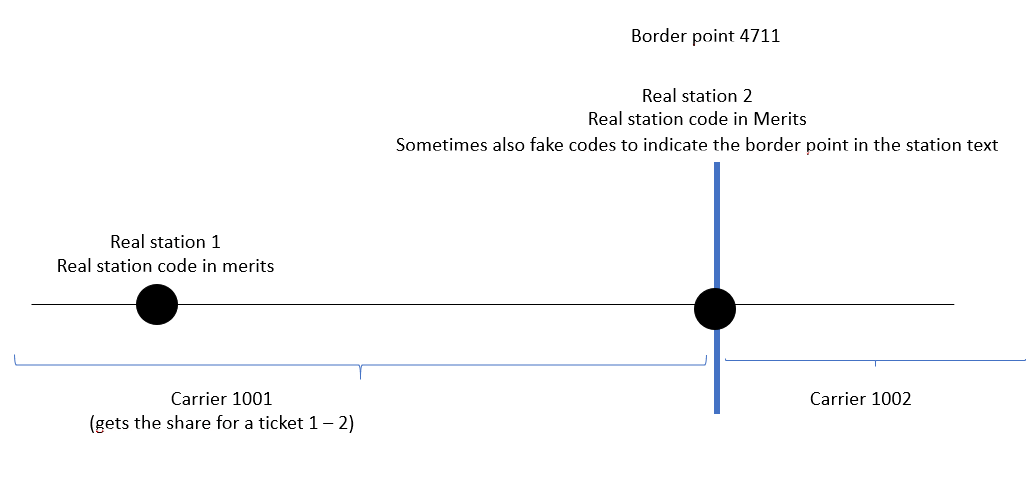 Border point 4711
Real station 2
Real station code in Merits
Sometimes also fake codes to indicate the border point in the station text
Real station 1
Real station code in merits
Carrier 1001
(gets the share for a ticket 1 – 2)
Carrier 1002